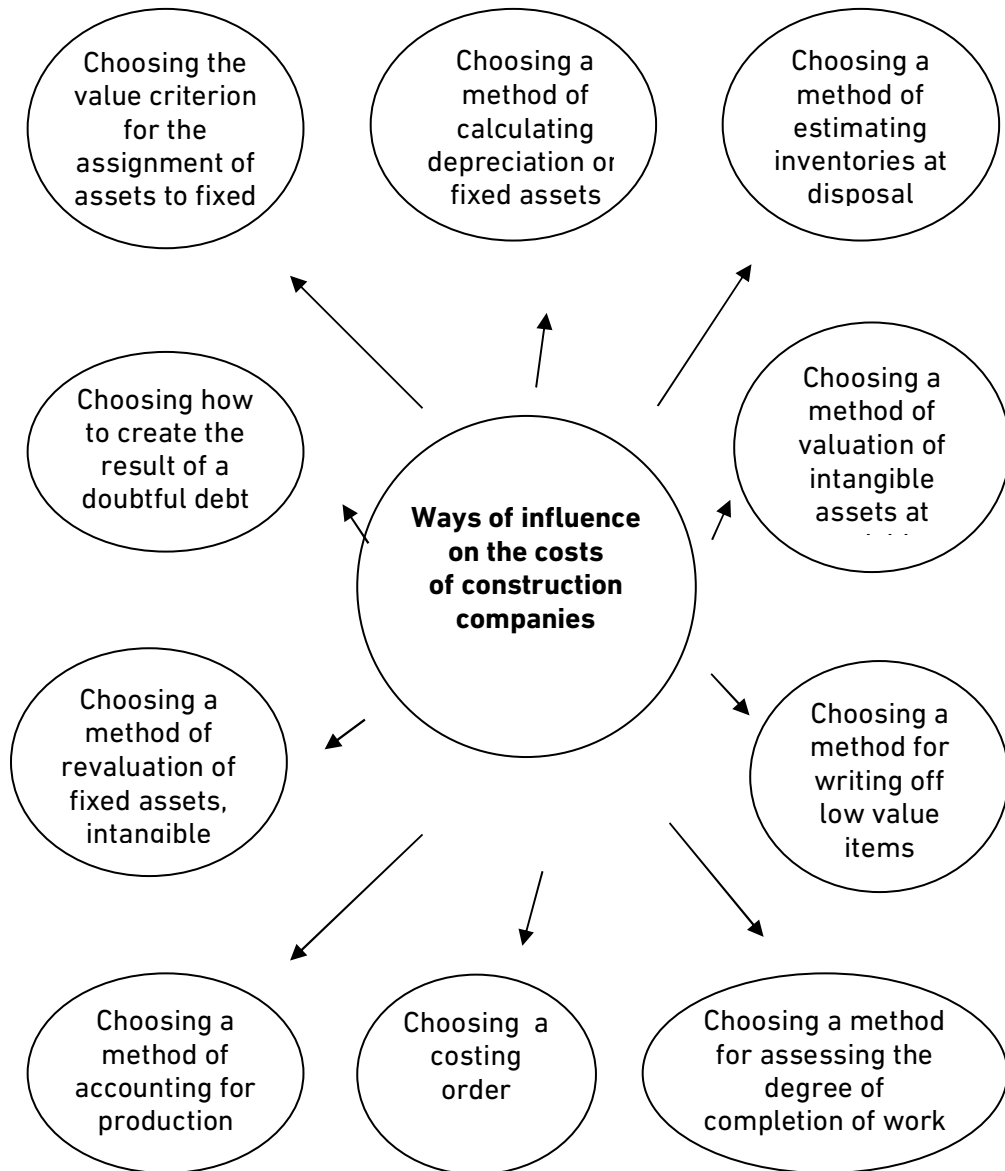 Choosing the
value criterion
for the
assignment of
assets to fixed
Choosing a
method of
calculating
depreciation on
fixed assets
Choosing a
method of
estimating
inventories at
disposal
Choosing how
to create the
result of a
doubtful debt
Ways of influence
on the costs
of construction
companies
Choosing a
method of
valuation of
intangible
assets at
Choosing a
method of
revaluation of
fixed assets,
intangible
Choosing a
method for
writing off
low value
items
Choosing a
method of
accounting for
production
Choosing a
costing
order
Choosing a method
for assessing the
degree of
completion of work